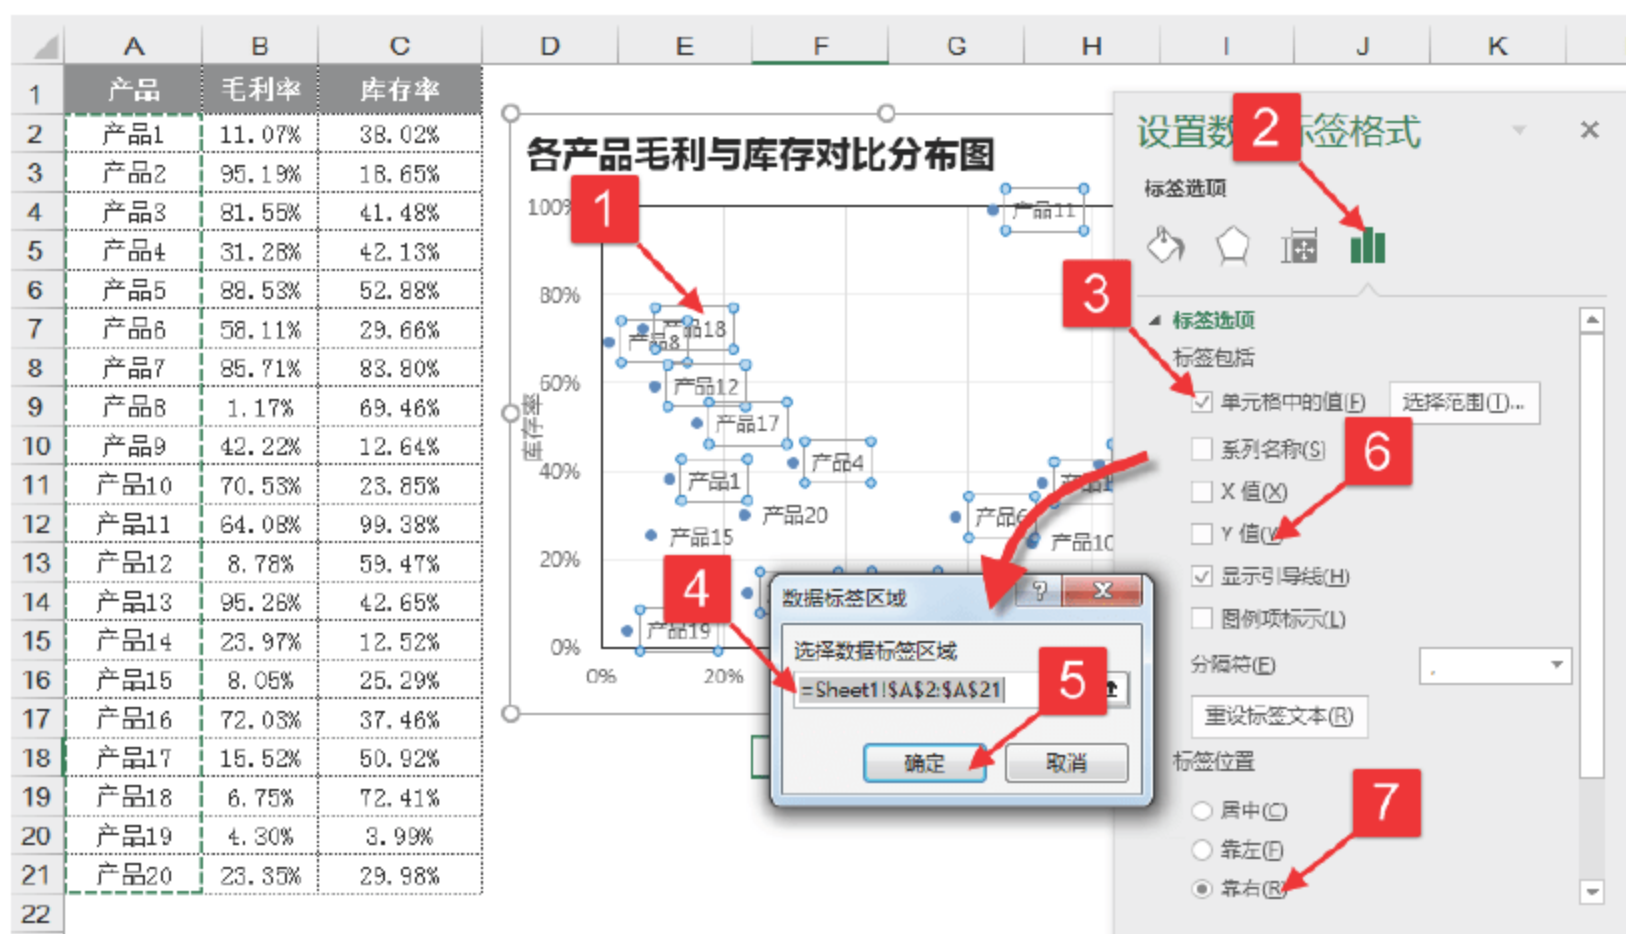 A B C D E F G H I J K
1 产品 毛利率 库存率
2 产品1 11.07% 38.02%
3 产品2 95.19% 18.65%
4 产品3 81.55% 41.48%
5 产品4 31.28% 42.13%
6 产品5 88.53% 52.88%
7 产品6 58.11% 29.66%
8 产品7 85.71% 83.80%
9 产品8 1.17% 69.46%
10 产品9 42.22% 12.64%
11 产品10 70.53% 23.85%
12 产品11 64.08% 99.38%
13 产品12 8.78% 59.47%
14 产品13 95.26% 42.65%
15 产品14 23.97% 12.52%
16 产品15 8.05% 25.29%
17 产品16 72.03% 37.46%
18 产品17 15.52% 50.92%
19 产品18 6.75% 72.41%
20 产品19 4.30% 3.99%
21 产品20 23.35% 29.98%
22
各产品毛利与库存对比分布图
1
100%
产品11
80%
产品18
产品8
60%
产品12
产品17
库存率
40%
产品4
产品1
产品20
产品6
产品15
产品10
20%
4
产品19
0%
0% 20%
数据标签区域 ?
选择数据标签区域
=Sheet1!$A$2:$A$21
5
确定 取消
设置数 标签格式
2
标签选项
3
标签选项
标签包括
单元格中的值(F) 选择范围(T)...
系列名称(S)
6
X 值(X)
Y 值(Y)
显示引导线(H)
图例项标示(L)
分隔符(E) ,
重设标签文本(R)
标签位置
7
居中(C)
靠左(F)
靠右(R)